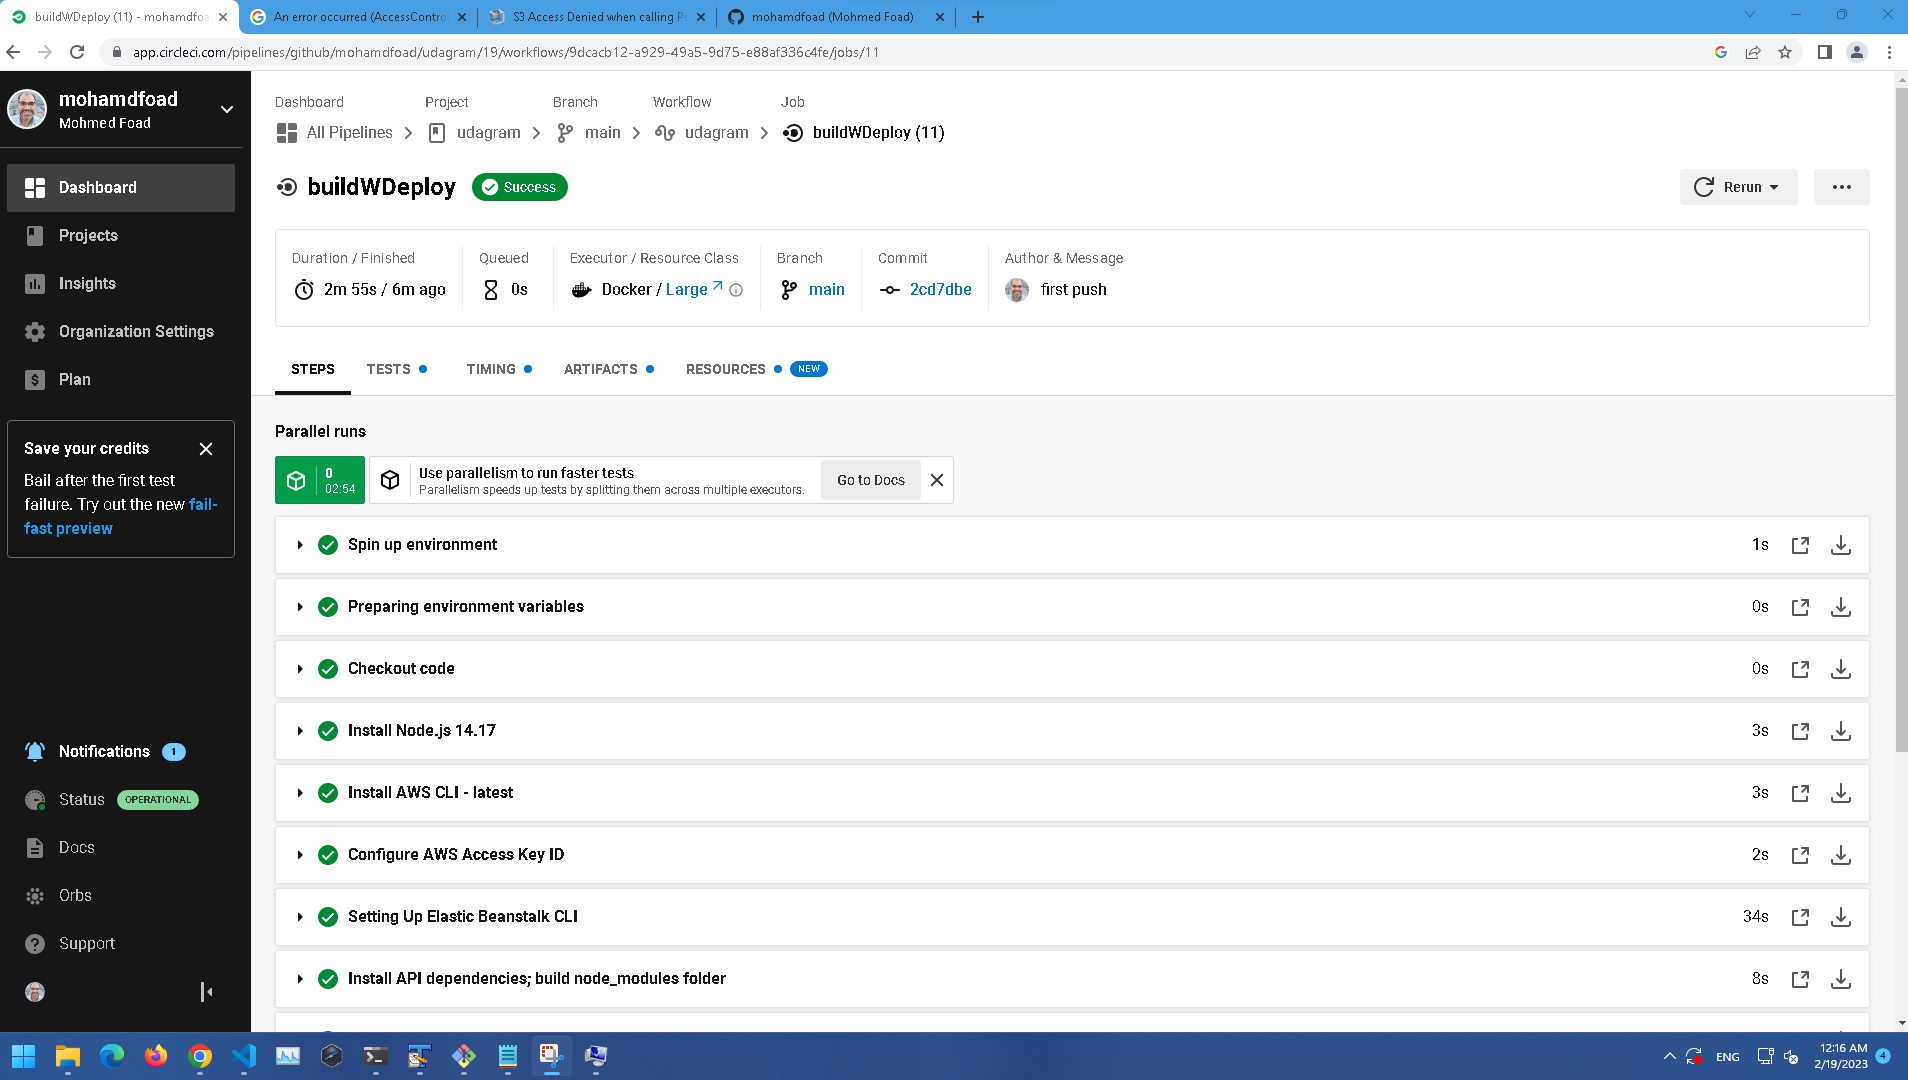 buildWDeploy (11) - mohamdfoa
An error occurred (AccessContro
S3 Access Denied when calling P
mohamdfoad (Mohmed Foad)
app.circleci.com/pipelines/github/mohamdfoad/udagram/19/workflows/9dcacb12-a929-49a5-9d75-e88af336c4fe/jobs/11
mohamdfoad
Mohmed Foad
Dashboard
Projects
Insights
Organization Settings
Plan
Save your credits
Bail after the first test
failure. Try out the new fail-
fast preview
Notifications 1
Status OPERATIONAL
Docs
Orbs
Support
Dashboard Project Branch Workflow Job
All Pipelines udagram main udagram buildWDeploy (11)
buildWDeploy Success
Rerun
Duration / Finished Queued Executor / Resource Class Branch Commit Author & Message
2m 55s / 6m ago 0s Docker / Large main 2cd7dbe first push
STEPS TESTS TIMING ARTIFACTS RESOURCES NEW
Parallel runs
0
02:54
Use parallelism to run faster tests
Parallelism speeds up tests by splitting them across multiple executors.
Go to Docs
Spin up environment 1s
Preparing environment variables 0s
Checkout code 0s
Install Node.js 14.17 3s
Install AWS CLI - latest 3s
Configure AWS Access Key ID 2s
Setting Up Elastic Beanstalk CLI 34s
Install API dependencies; build node_modules folder 8s
ENG
12:16 AM
2/19/2023
4